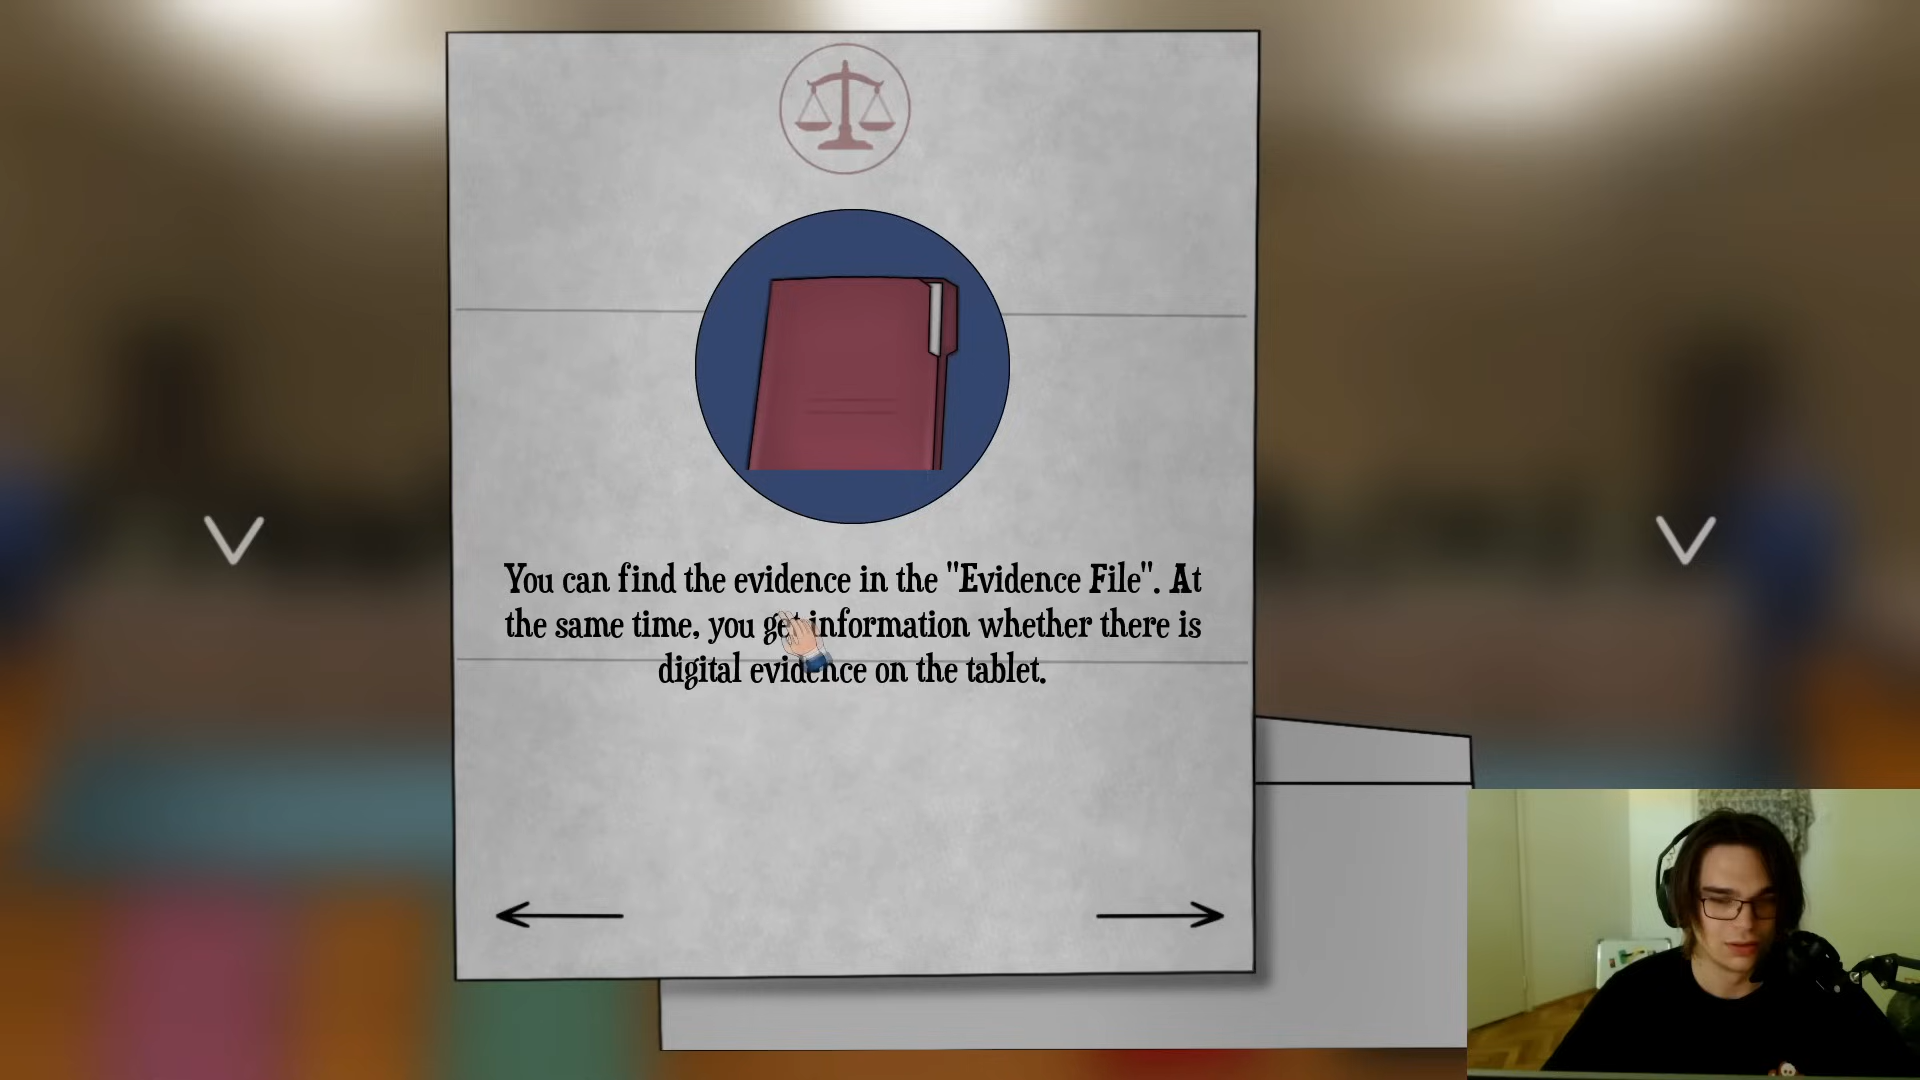 You can find the evidence in the "Evidence File". At
the same time, you get information whether there is
digital evidence on the tablet.